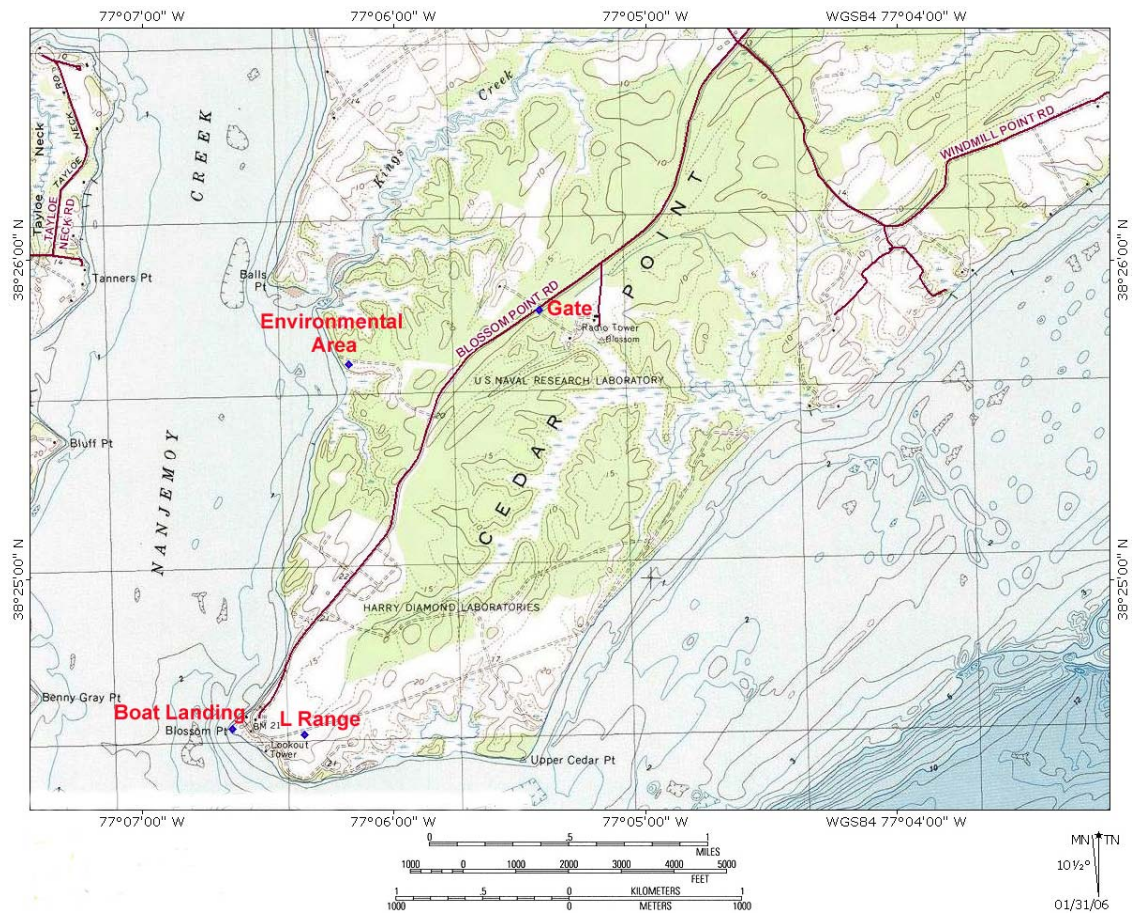 77°07'00" W 77°06'00" W 77°05'00" W WGS84 77°04'00" W
38°26'00" N
38°25'00" N
38°26'00" N
38°25'00" N
Tayloe Neck
TAYLOE NECK RD
TAYLOE
NECK RD
CREEK
Kings Creek
WINDMILL POINT RD
Tanners Pt
Balls
Pt
POINT
BLOSSOM POINT RD
Gate
Environmental
Area
Radio Tower
Blossom
U S NAVAL RESEARCH LABORATORY
CEDAR
Bluff Pt
NANJEMOY
HARRY DIAMOND LABORATORIES
Benny Gray Pt
Boat Landing
L Range
BM 21
Blossom Pt
Lookout
Tower
Upper Cedar Pt
77°07'00" W 77°06'00" W 77°05'00" W WGS84 77°04'00" W
0 .5 1
MILES
1000 0 1000 2000 3000 4000 5000
FEET
1 .5 0 KILOMETERS 1
1000 0 METERS 1000
MN TN
10½°
01/31/06